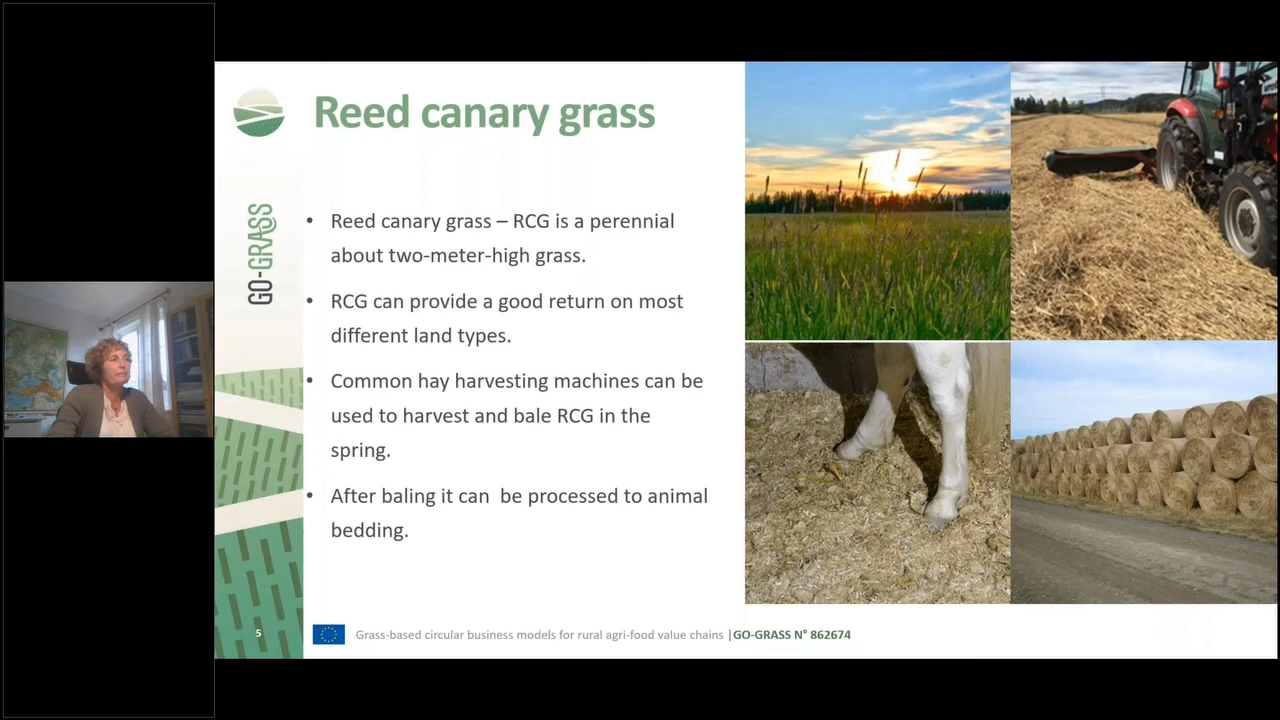 Reed canary grass
GO-GRASS
• Reed canary grass – RCG is a perennial
about two-meter-high grass.
• RCG can provide a good return on most
different land types.
• Common hay harvesting machines can be
used to harvest and bale RCG in the
spring.
• After baling it can  be processed to animal
bedding.
5
Grass-based circular business models for rural agri-food value chains |GO-GRASS N° 862674